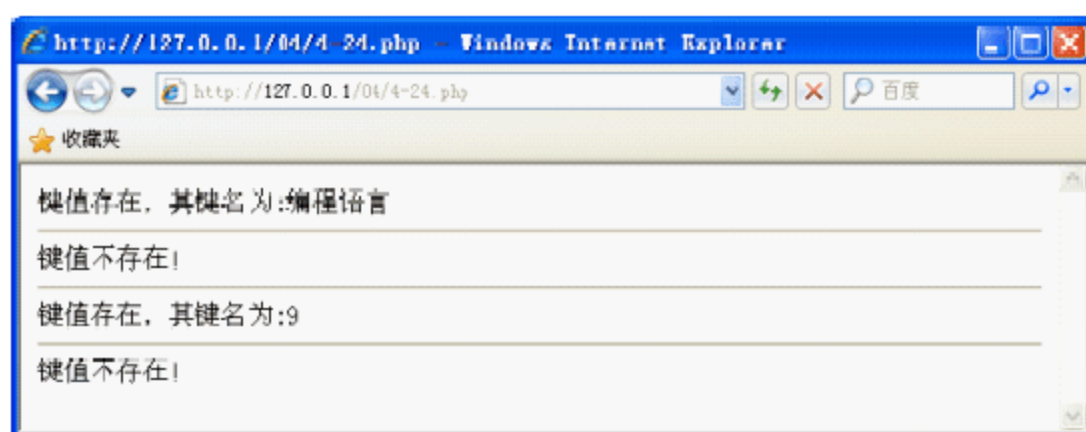 http://127.0.0.1/04/4-24.php - Windows Internet Explorer
http://127.0.0.1/04/4-24.php
百度
收藏夹
键值存在，其键名为:编程语言
键值不存在!
键值存在，其键名为:9
键值不存在!